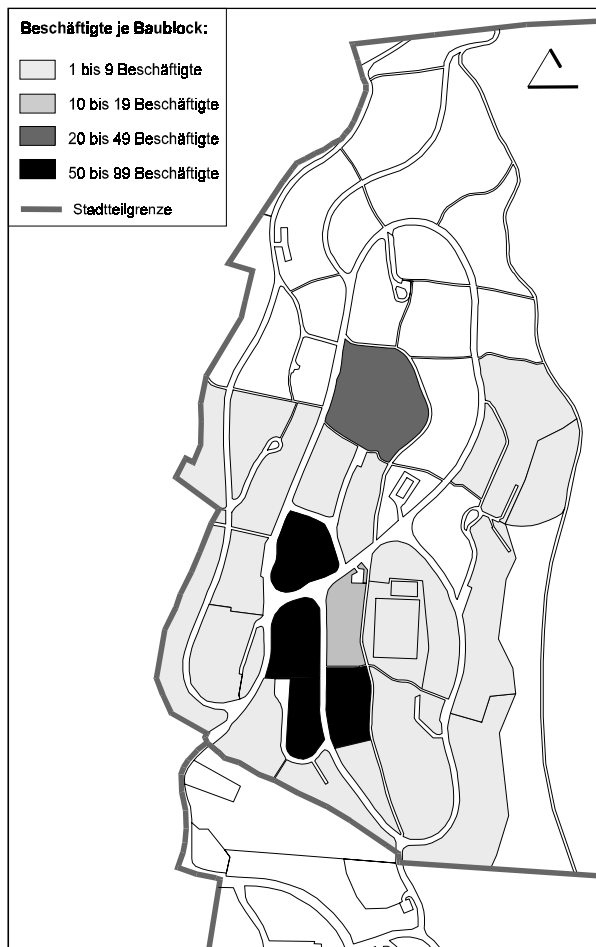 Beschäftigte je Baublock:
1 bis 9 Beschäftigte
10 bis 19 Beschäftigte
20 bis 49 Beschäftigte
50 bis 99 Beschäftigte
Stadtteilgrenze